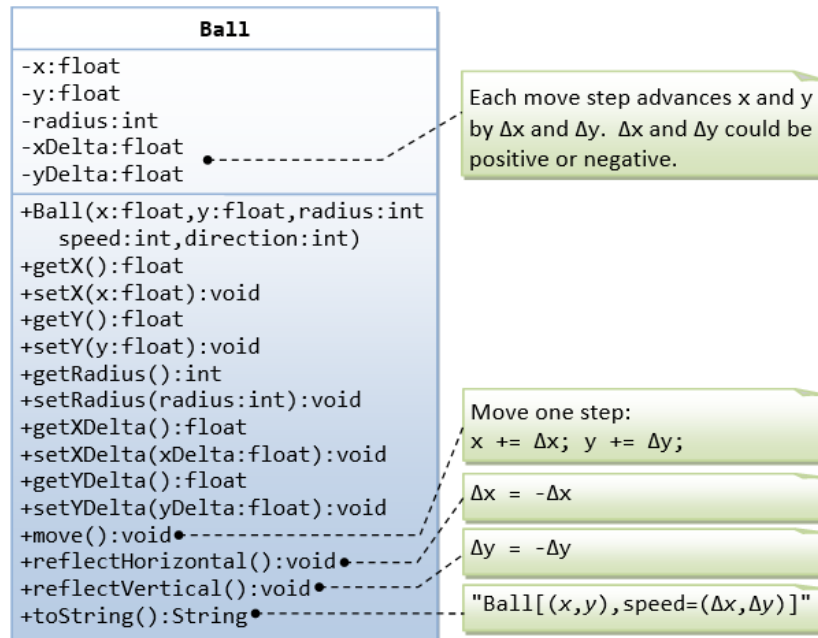 Ball
-x:float
-y:float
-radius:int
-xDelta:float
-yDelta:float
Each move step advances x and y
by Δx and Δy.  Δx and Δy could be
positive or negative.
+Ball(x:float,y:float,radius:int
speed:int,direction:int)
+getX():float
+setX(x:float):void
+getY():float
+setY(y:float):void
+getRadius():int
+setRadius(radius:int):void
+getXDelta():float
+setXDelta(xDelta:float):void
+getYDelta():float
+setYDelta(yDelta:float):void
+move():void
+reflectHorizontal():void
+reflectVertical():void
+toString():String
Move one step:
x += Δx; y += Δy;
Δx = -Δx
Δy = -Δy
"Ball[(x,y),speed=(Δx,Δy)]"